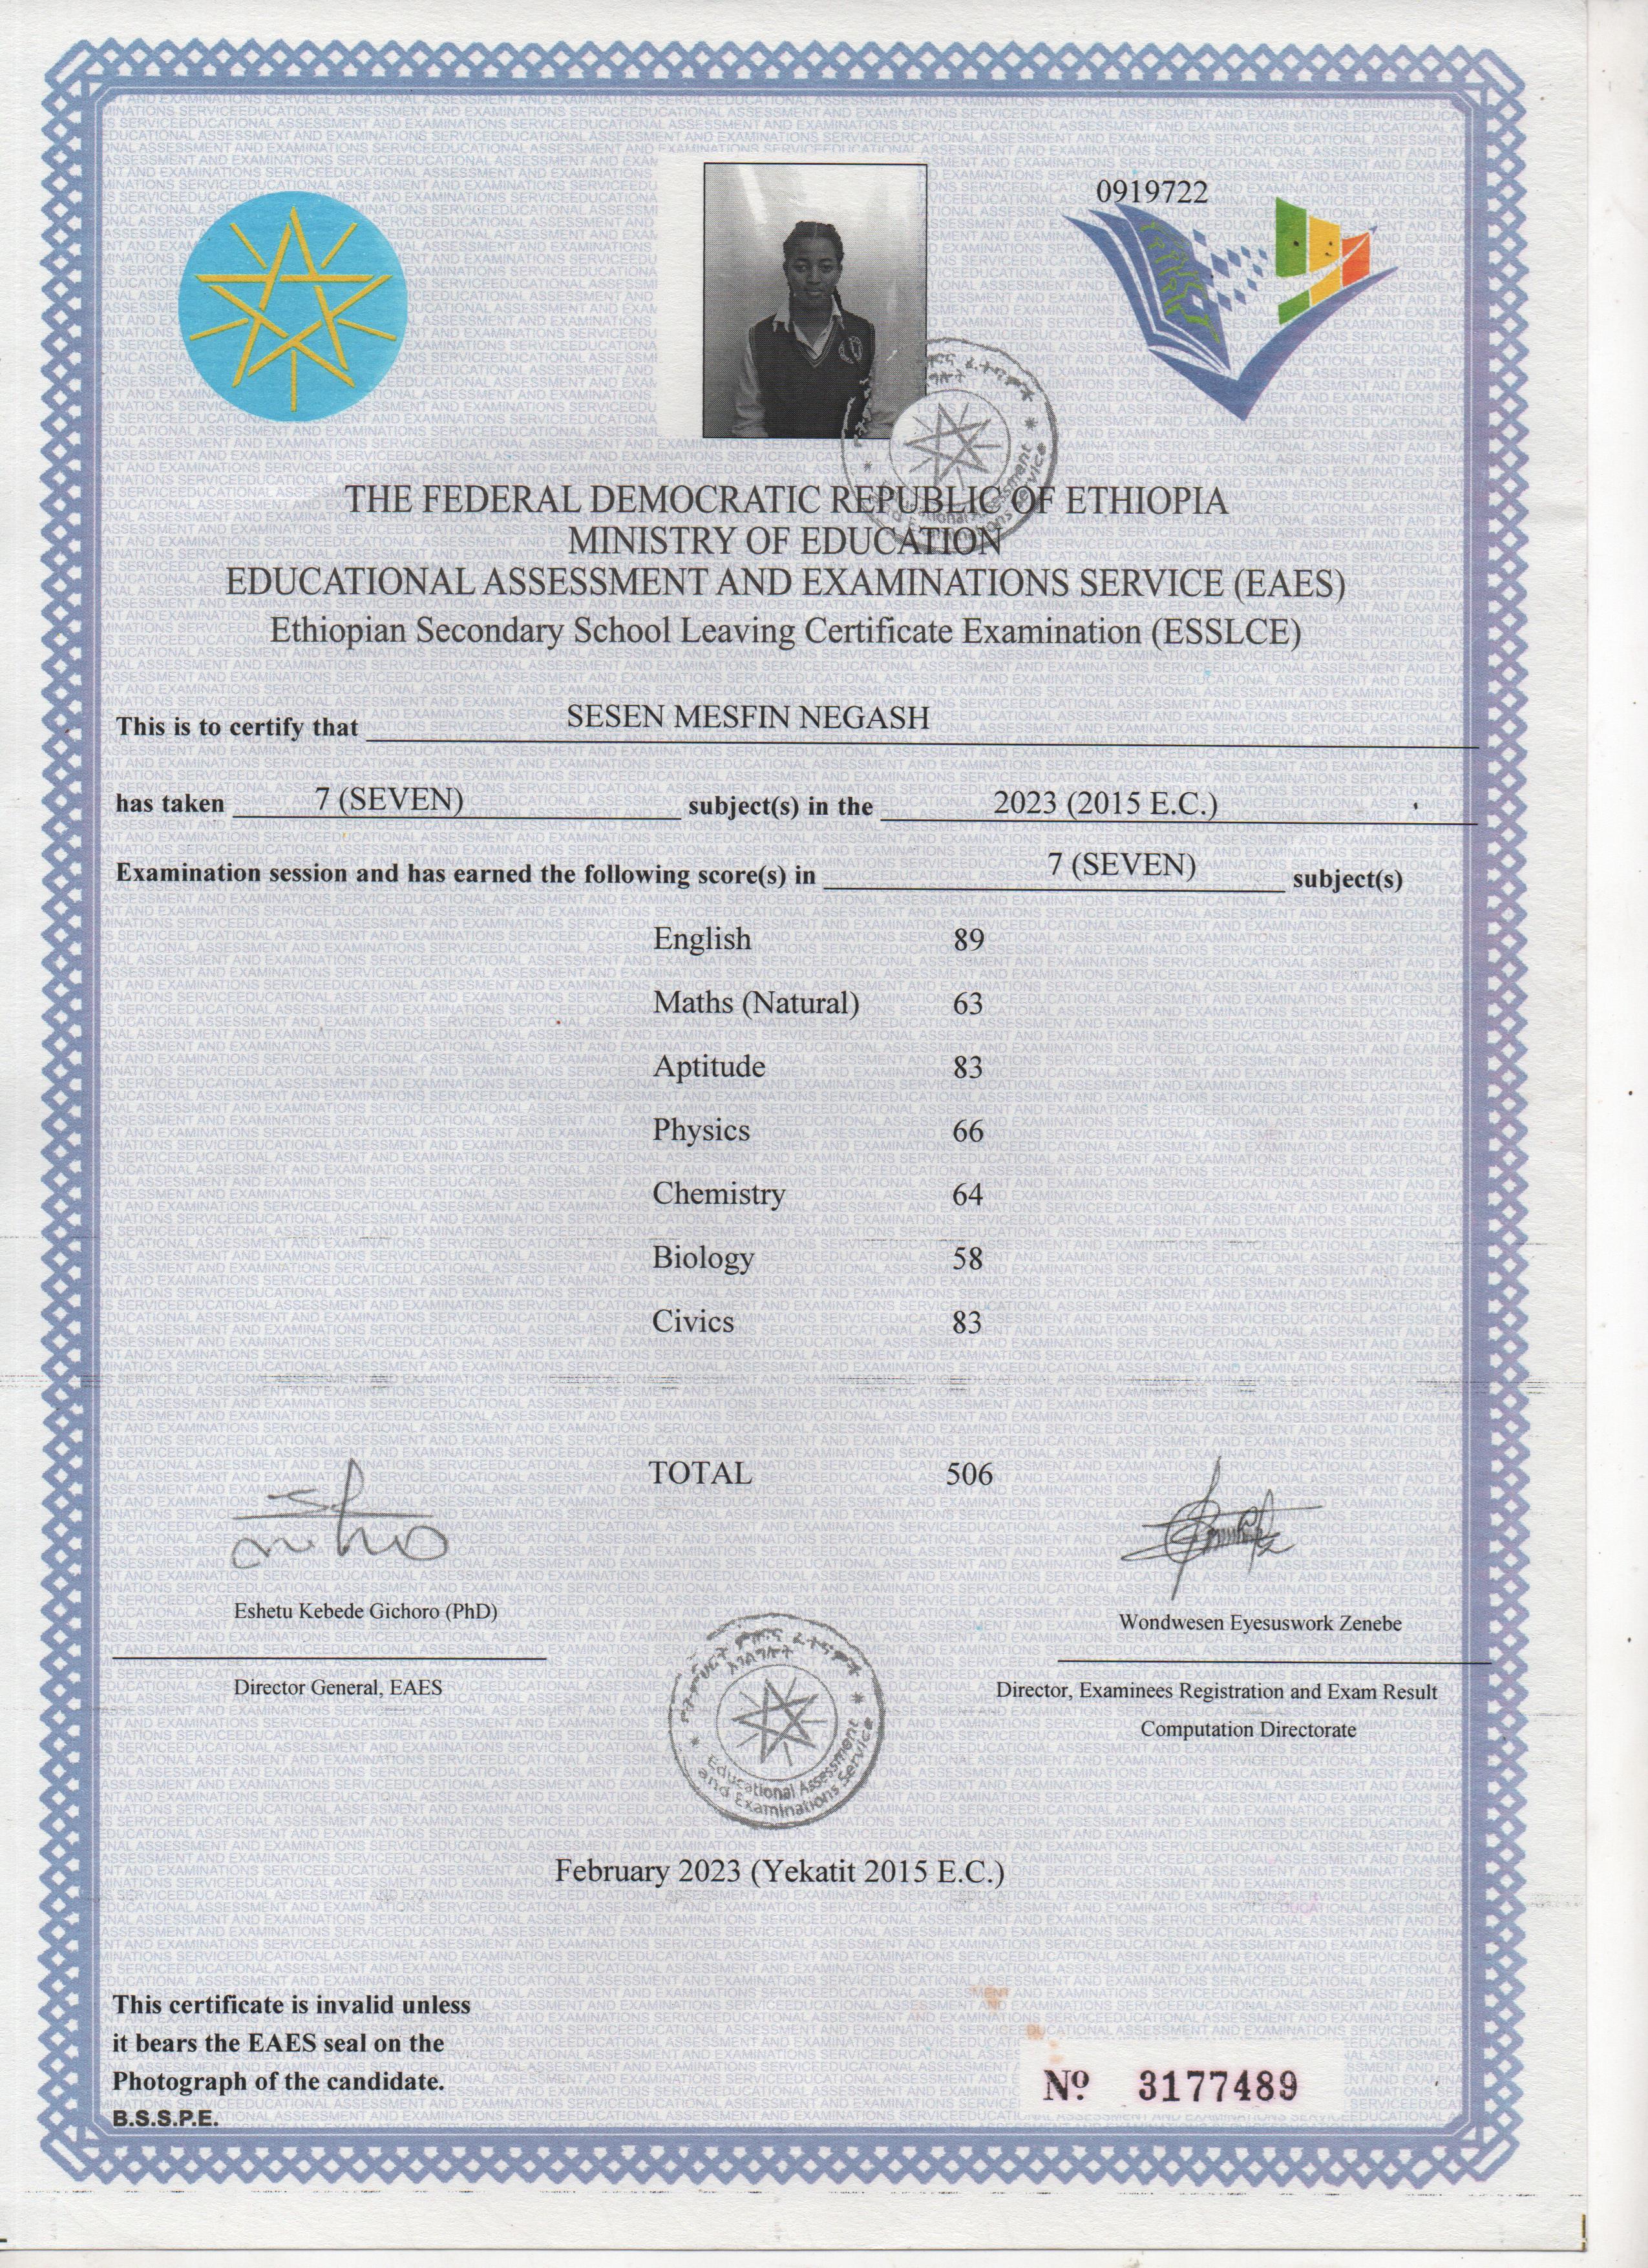 0919722
THE FEDERAL DEMOCRATIC REPUBLIC OF ETHIOPIA
MINISTRY OF EDUCATION
EDUCATIONAL ASSESSMENT AND EXAMINATIONS SERVICE (EAES)
Ethiopian Secondary School Leaving Certificate Examination (ESSLCE)
This is to certify that SESEN MESFIN NEGASH
has taken 7 (SEVEN) subject(s) in the 2023 (2015 E.C.)
Examination session and has earned the following score(s) in 7 (SEVEN) subject(s)
English 89
Maths (Natural) 63
Aptitude 83
Physics 66
Chemistry 64
Biology 58
Civics 83
TOTAL 506
Eshetu Kebede Gichoro (PhD)
Wondwesen Eyesuswork Zenebe
Director General, EAES
Director, Examinees Registration and Exam Result
Computation Directorate
Educational Assessment
and Examinations Service
February 2023 (Yekatit 2015 E.C.)
This certificate is invalid unless
it bears the EAES seal on the
Photograph of the candidate.
B.S.S.P.E.
Nº 3177489